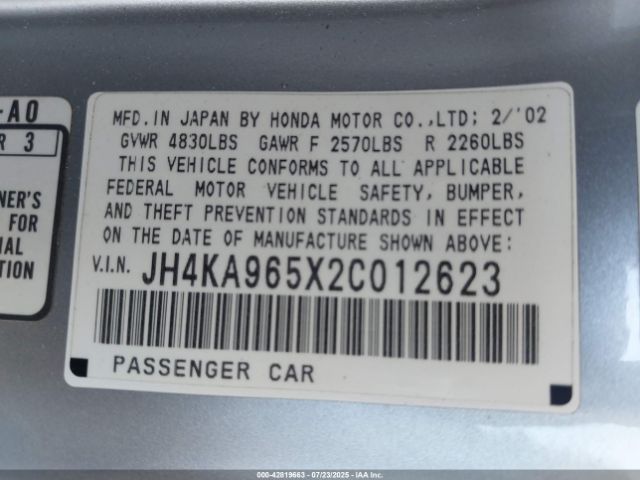 -A0
R 3
NER'S
FOR
IAL
TION
MFD.IN JAPAN BY HONDA MOTOR CO.,LTD; 2/'02
GVWR 4830LBS GAWR F 2570LBS R 2260LBS
THIS VEHICLE CONFORMS TO ALL APPLICABLE
FEDERAL MOTOR VEHICLE SAFETY, BUMPER,
AND THEFT PREVENTION STANDARDS IN EFFECT
ON THE DATE OF MANUFACTURE SHOWN ABOVE:
V.I.N. JH4KA965X2C012623
PASSENGER CAR
000-42819663 - 07/23/2025 - IAA Inc.